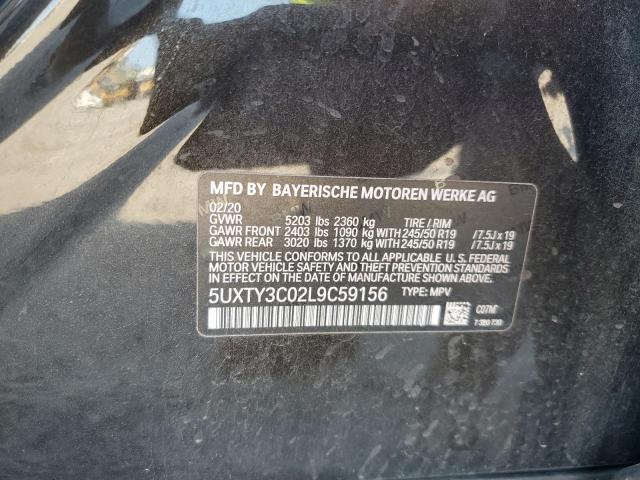 MFD BY BAYERISCHE MOTOREN WERKE AG
02/20
GVWR 5203 lbs 2360 kg TIRE / RIM
GAWR FRONT 2403 lbs 1090 kg WITH 245/50 R19 /7.5J x 19
GAWR REAR 3020 lbs 1370 kg WITH 245/50 R19 /7.5J x 19
THIS VEHICLE CONFORMS TO ALL APPLICABLE U. S. FEDERAL
MOTOR VEHICLE SAFETY, BUMPER, AND THEFT PREVENTION
STANDARDS IN EFFECT ON THE DATE OF MANUFACTURE SHOWN ABOVE.
5UXTY3C02L9C59156 TYPE: MPV
C07M